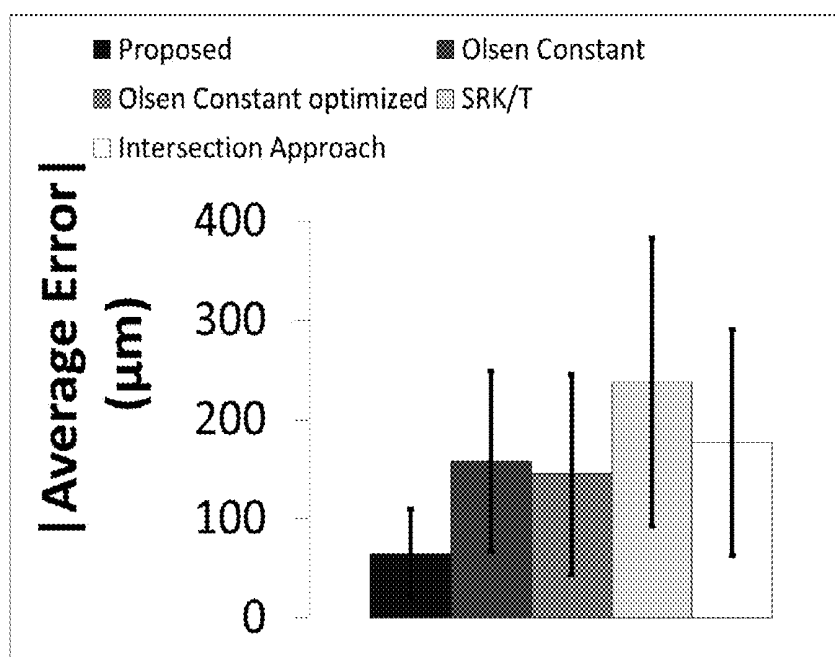 Proposed Olsen Constant
Olsen Constant optimized SRK/T
Intersection Approach
|Average Error|
(μm)
400
300
200
100
0